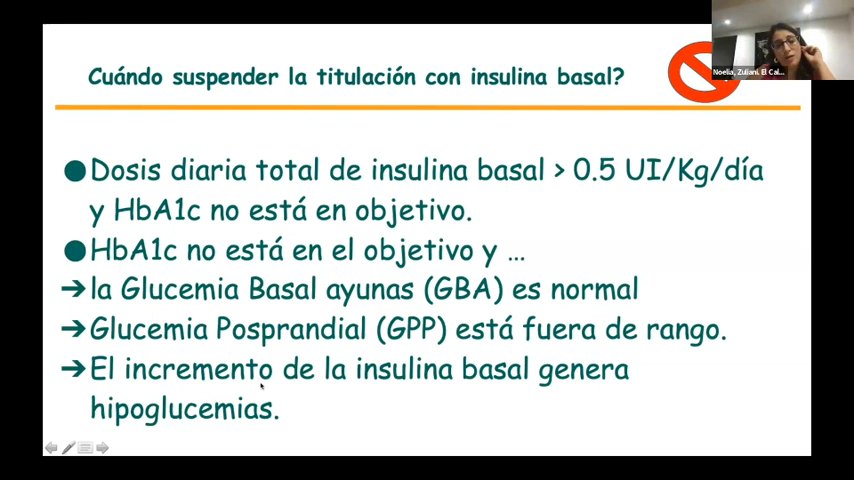 Cuándo suspender la titulación con insulina basal?
Noelia, Zuliani. El Cal...
●Dosis diaria total de insulina basal > 0.5 UI/Kg/día
y HbA1c no está en objetivo.
●HbA1c no está en el objetivo y ...
➔la Glucemia Basal ayunas (GBA) es normal
➔Glucemia Posprandial (GPP) está fuera de rango.
➔El incremento de la insulina basal genera
hipoglucemias.